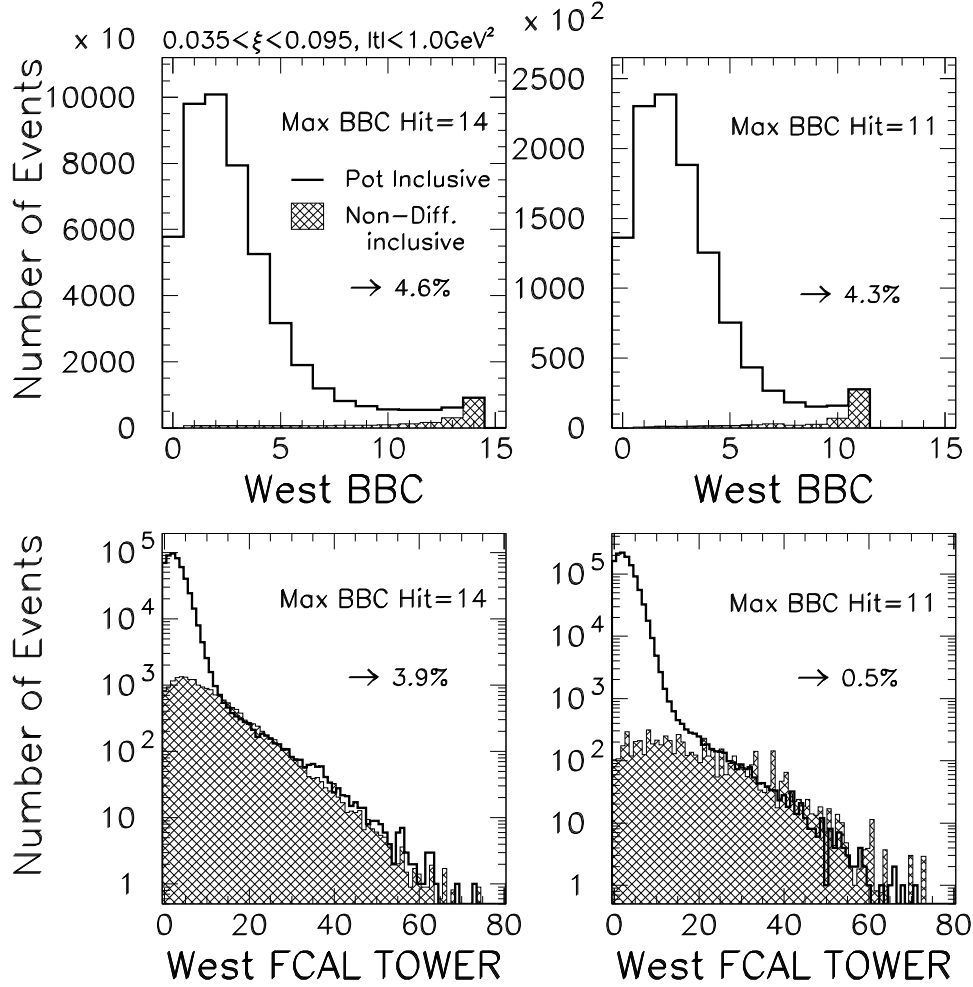 x 10
0.035<ξ<0.095, |t|<1.0GeV²
x 10²
Number of Events
10000
8000
6000
4000
2000
0
Max BBC Hit=14
Pot Inclusive
Non-Diff.
inclusive
→ 4.6%
0 5 10 15
West BBC
2500
2000
1500
1000
500
0
Max BBC Hit=11
→ 4.3%
0 5 10 15
West BBC
Number of Events
10⁵
10⁴
10³
10²
10
1
Max BBC Hit=14
→ 3.9%
0 20 40 60 80
West FCAL TOWER
10⁵
10⁴
10³
10²
10
1
Max BBC Hit=11
→ 0.5%
0 20 40 60 80
West FCAL TOWER